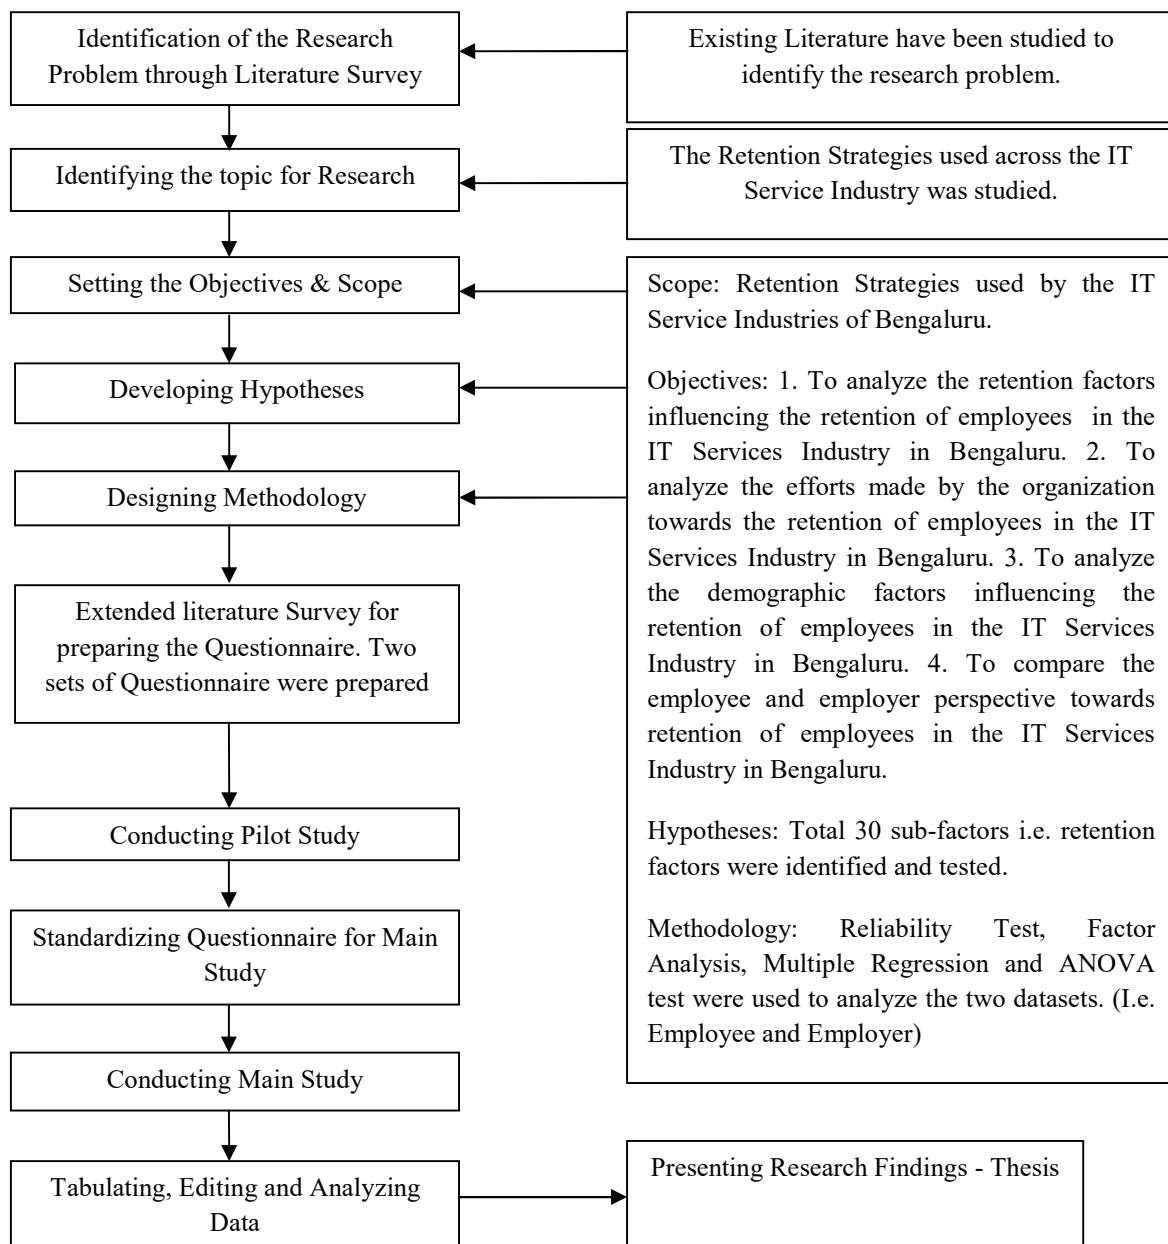 Identification of the Research
Problem through Literature Survey
Existing Literature have been studied to
identify the research problem.
Identifying the topic for Research
The Retention Strategies used across the IT
Service Industry was studied.
Setting the Objectives & Scope
Developing Hypotheses
Designing Methodology
Scope: Retention Strategies used by the IT
Service Industries of Bengaluru.
Objectives: 1. To analyze the retention factors
influencing the retention of employees in the
IT Services Industry in Bengaluru. 2. To
analyze the efforts made by the organization
towards the retention of employees in the IT
Services Industry in Bengaluru. 3. To analyze
the demographic factors influencing the
retention of employees in the IT Services
Industry in Bengaluru. 4. To compare the
employee and employer perspective towards
retention of employees in the IT Services
Industry in Bengaluru.
Hypotheses: Total 30 sub-factors i.e. retention
factors were identified and tested.
Methodology: Reliability Test, Factor
Analysis, Multiple Regression and ANOVA
test were used to analyze the two datasets. (I.e.
Employee and Employer)
Extended literature Survey for
preparing the Questionnaire. Two
sets of Questionnaire were prepared
Conducting Pilot Study
Standardizing Questionnaire for Main
Study
Conducting Main Study
Tabulating, Editing and Analyzing
Data
Presenting Research Findings - Thesis